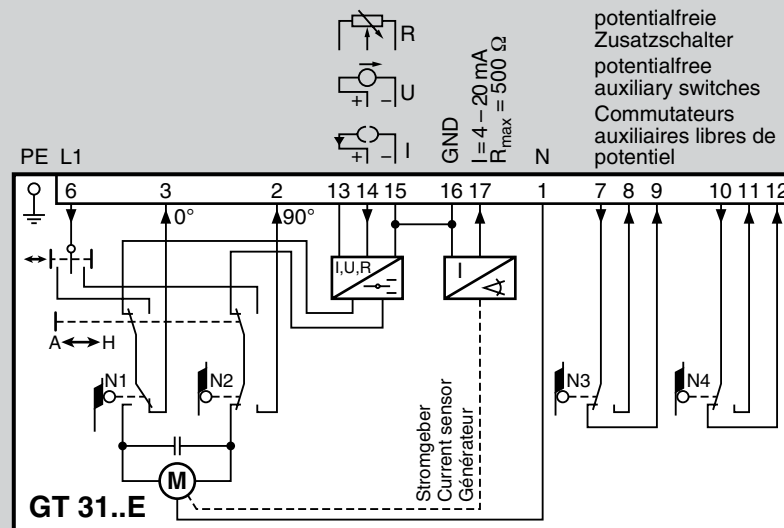 R
U
+ −
I
+ −
GND
I = 4 – 20 mA
Rmax = 500 Ω
potentialfreie
Zusatzschalter
potentialfree
auxiliary switches
Commutateurs
auxiliaires libres de
potentiel
PE L1
N
6 3 2 13 14 15 16 17 1 7 8 9 10 11 12
0° 90°
I,U,R
I
A H
N1 N2 N3 N4
Stromgeber
Current sensor
Générateur
M
GT 31..E